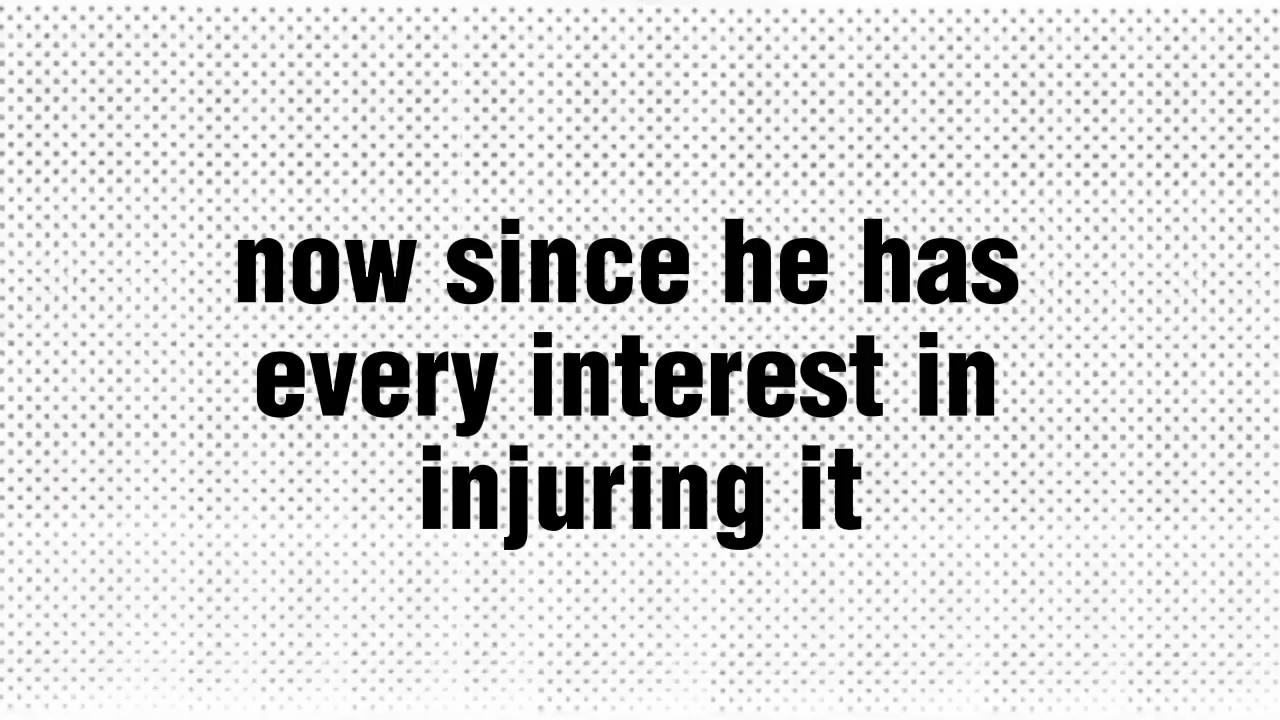 now since he has
every interest in
injuring it